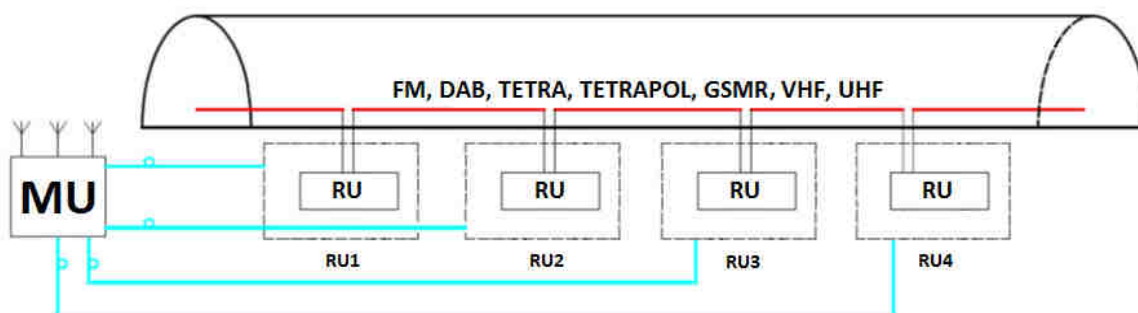 FM, DAB, TETRA, TETRAPOL, GSMR, VHF, UHF
MU
RU
RU
RU
RU
RU1
RU2
RU3
RU4